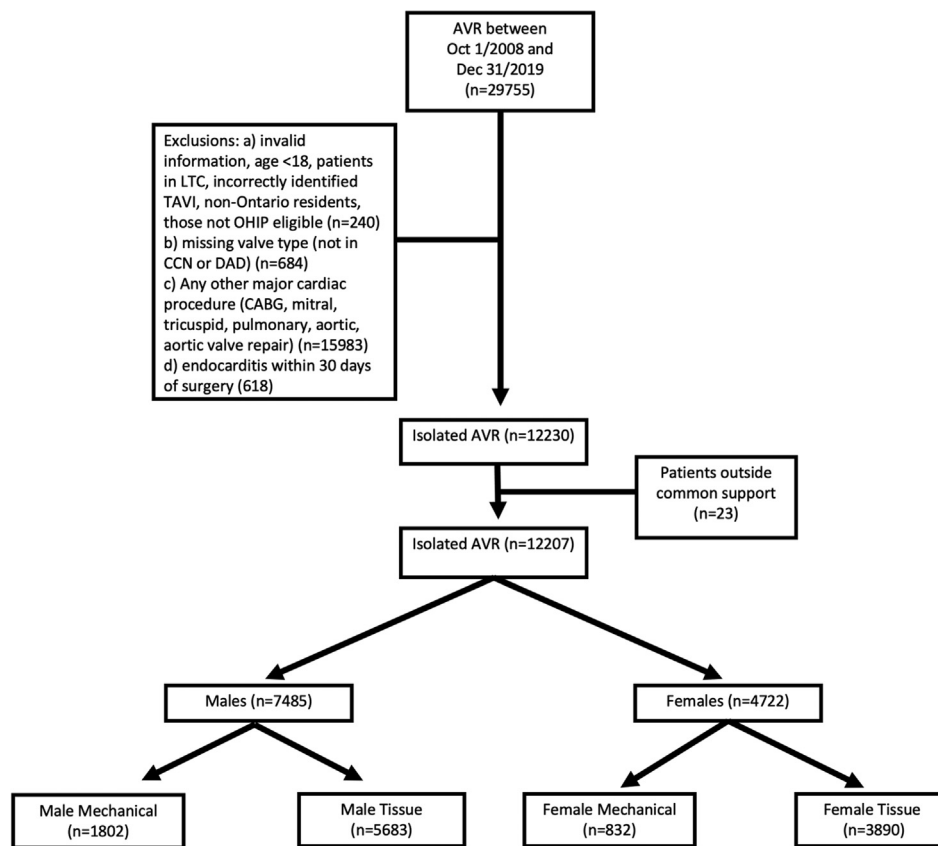 AVR between
Oct 1/2008 and
Dec 31/2019
(n=29755)
Exclusions: a) invalid
information, age <18, patients
in LTC, incorrectly identified
TAVI, non-Ontario residents,
those not OHIP eligible (n=240)
b) missing valve type (not in
CCN or DAD) (n=684)
c) Any other major cardiac
procedure (CABG, mitral,
tricuspid, pulmonary, aortic,
aortic valve repair) (n=15983)
d) endocarditis within 30 days
of surgery (618)
Isolated AVR (n=12230)
Patients outside
common support
(n=23)
Isolated AVR (n=12207)
Males (n=7485)
Females (n=4722)
Male Mechanical
(n=1802)
Male Tissue
(n=5683)
Female Mechanical
(n=832)
Female Tissue
(n=3890)